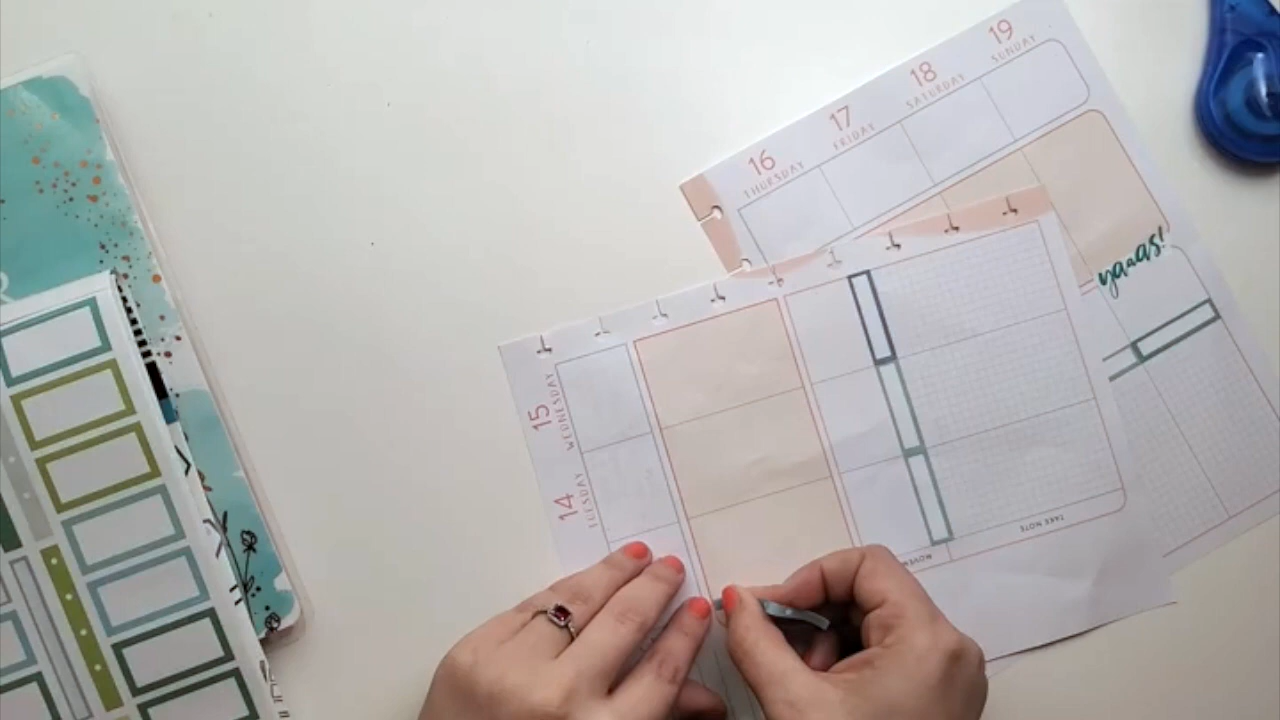 16
THURSDAY
17
FRIDAY
18
SATURDAY
19
SUNDAY
yaaas!
15
WEDNESDAY
14
TUESDAY
TAKE NOTE
R